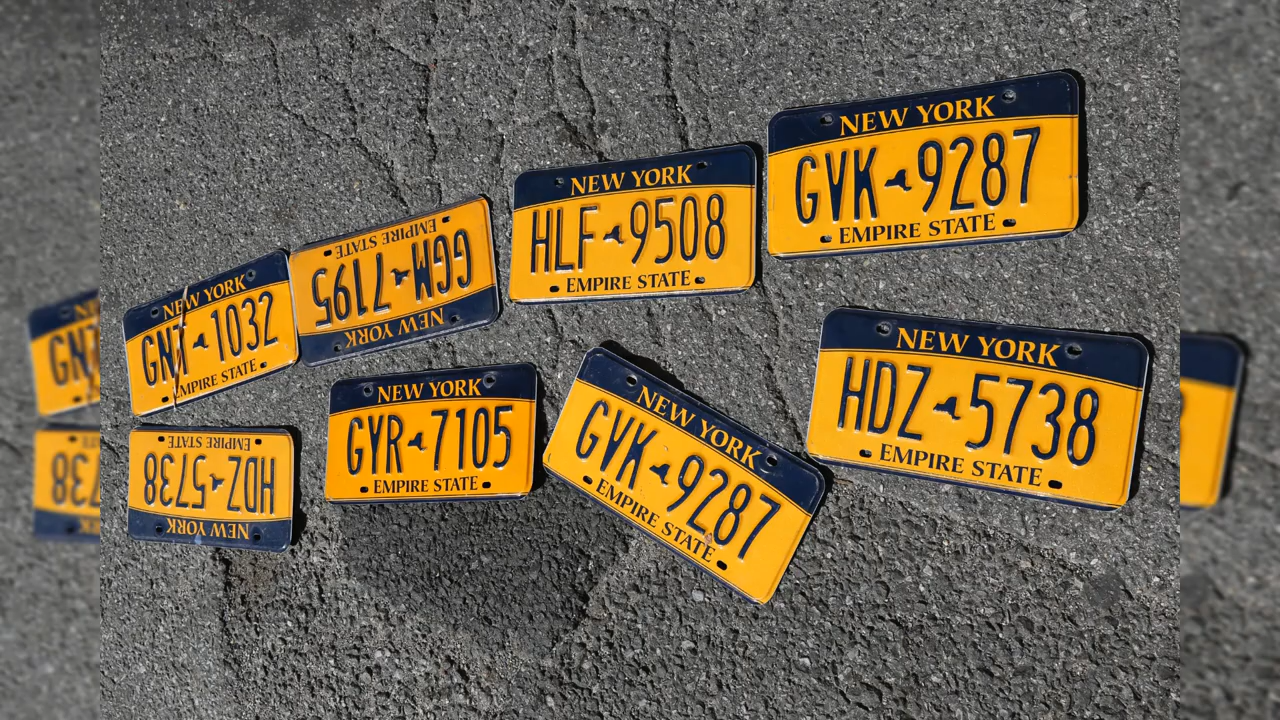 NEW YORK
GVK 9287
EMPIRE STATE
NEW YORK
HLF 9508
EMPIRE STATE
NEW YORK
GGM 7195
EMPIRE STATE
NEW YORK
GNT 1032
EMPIRE STATE
NEW YORK
HDZ 5738
EMPIRE STATE
NEW YORK
GYR 7105
EMPIRE STATE
NEW YORK
GVK 9287
EMPIRE STATE
NEW YORK
HDZ 5738
EMPIRE STATE